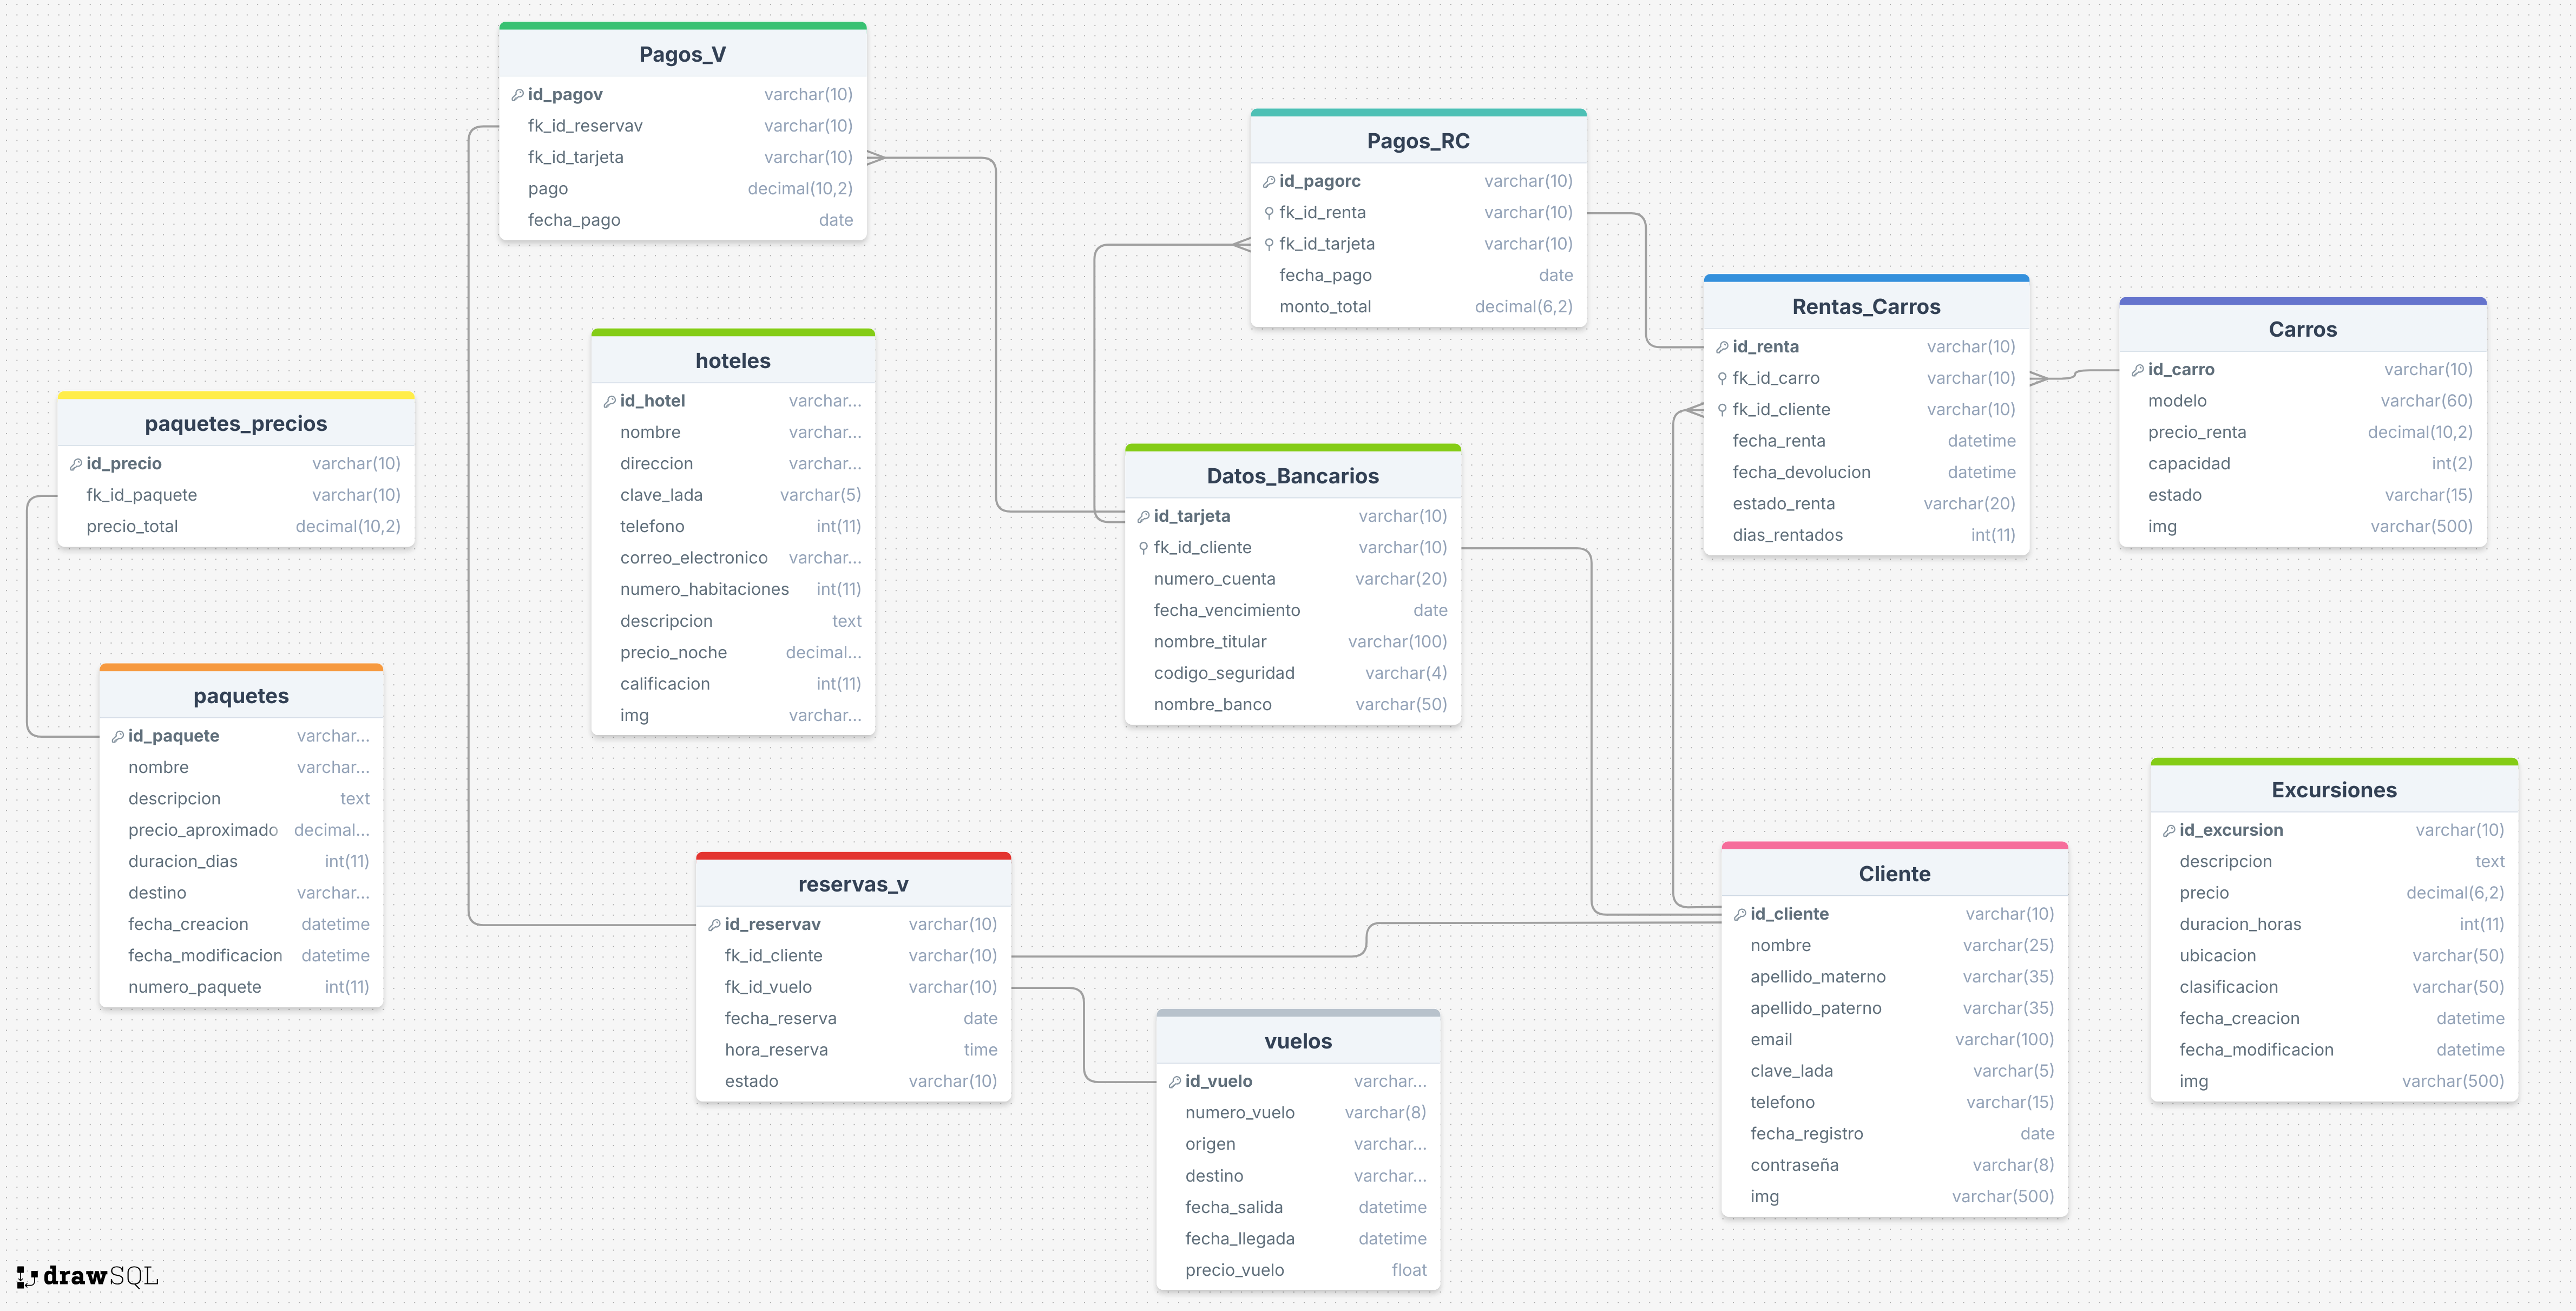 Pagos_V
id_pagov varchar(10)
fk_id_reservav varchar(10)
fk_id_tarjeta varchar(10)
pago decimal(10,2)
fecha_pago date
Pagos_RC
id_pagorc varchar(10)
fk_id_renta varchar(10)
fk_id_tarjeta varchar(10)
fecha_pago date
monto_total decimal(6,2)
Rentas_Carros
id_renta varchar(10)
fk_id_carro varchar(10)
fk_id_cliente varchar(10)
fecha_renta datetime
fecha_devolucion datetime
estado_renta varchar(20)
dias_rentados int(11)
Carros
id_carro varchar(10)
modelo varchar(60)
precio_renta decimal(10,2)
capacidad int(2)
estado varchar(15)
img varchar(500)
hoteles
id_hotel varchar...
nombre varchar...
direccion varchar...
clave_lada varchar(5)
telefono int(11)
correo_electronico varchar...
numero_habitaciones int(11)
descripcion text
precio_noche decimal...
calificacion int(11)
img varchar...
paquetes_precios
id_precio varchar(10)
fk_id_paquete varchar(10)
precio_total decimal(10,2)
Datos_Bancarios
id_tarjeta varchar(10)
fk_id_cliente varchar(10)
numero_cuenta varchar(20)
fecha_vencimiento date
nombre_titular varchar(100)
codigo_seguridad varchar(4)
nombre_banco varchar(50)
paquetes
id_paquete varchar...
nombre varchar...
descripcion text
precio_aproximado decimal...
duracion_dias int(11)
destino varchar...
fecha_creacion datetime
fecha_modificacion datetime
numero_paquete int(11)
reservas_v
id_reservav varchar(10)
fk_id_cliente varchar(10)
fk_id_vuelo varchar(10)
fecha_reserva date
hora_reserva time
estado varchar(10)
vuelos
id_vuelo varchar...
numero_vuelo varchar(8)
origen varchar...
destino varchar...
fecha_salida datetime
fecha_llegada datetime
precio_vuelo float
Cliente
id_cliente varchar(10)
nombre varchar(25)
apellido_materno varchar(35)
apellido_paterno varchar(35)
email varchar(100)
clave_lada varchar(5)
telefono varchar(15)
fecha_registro date
contraseña varchar(8)
img varchar(500)
Excursiones
id_excursion varchar(10)
descripcion text
precio decimal(6,2)
duracion_horas int(11)
ubicacion varchar(50)
clasificacion varchar(50)
fecha_creacion datetime
fecha_modificacion datetime
img varchar(500)
drawSQL